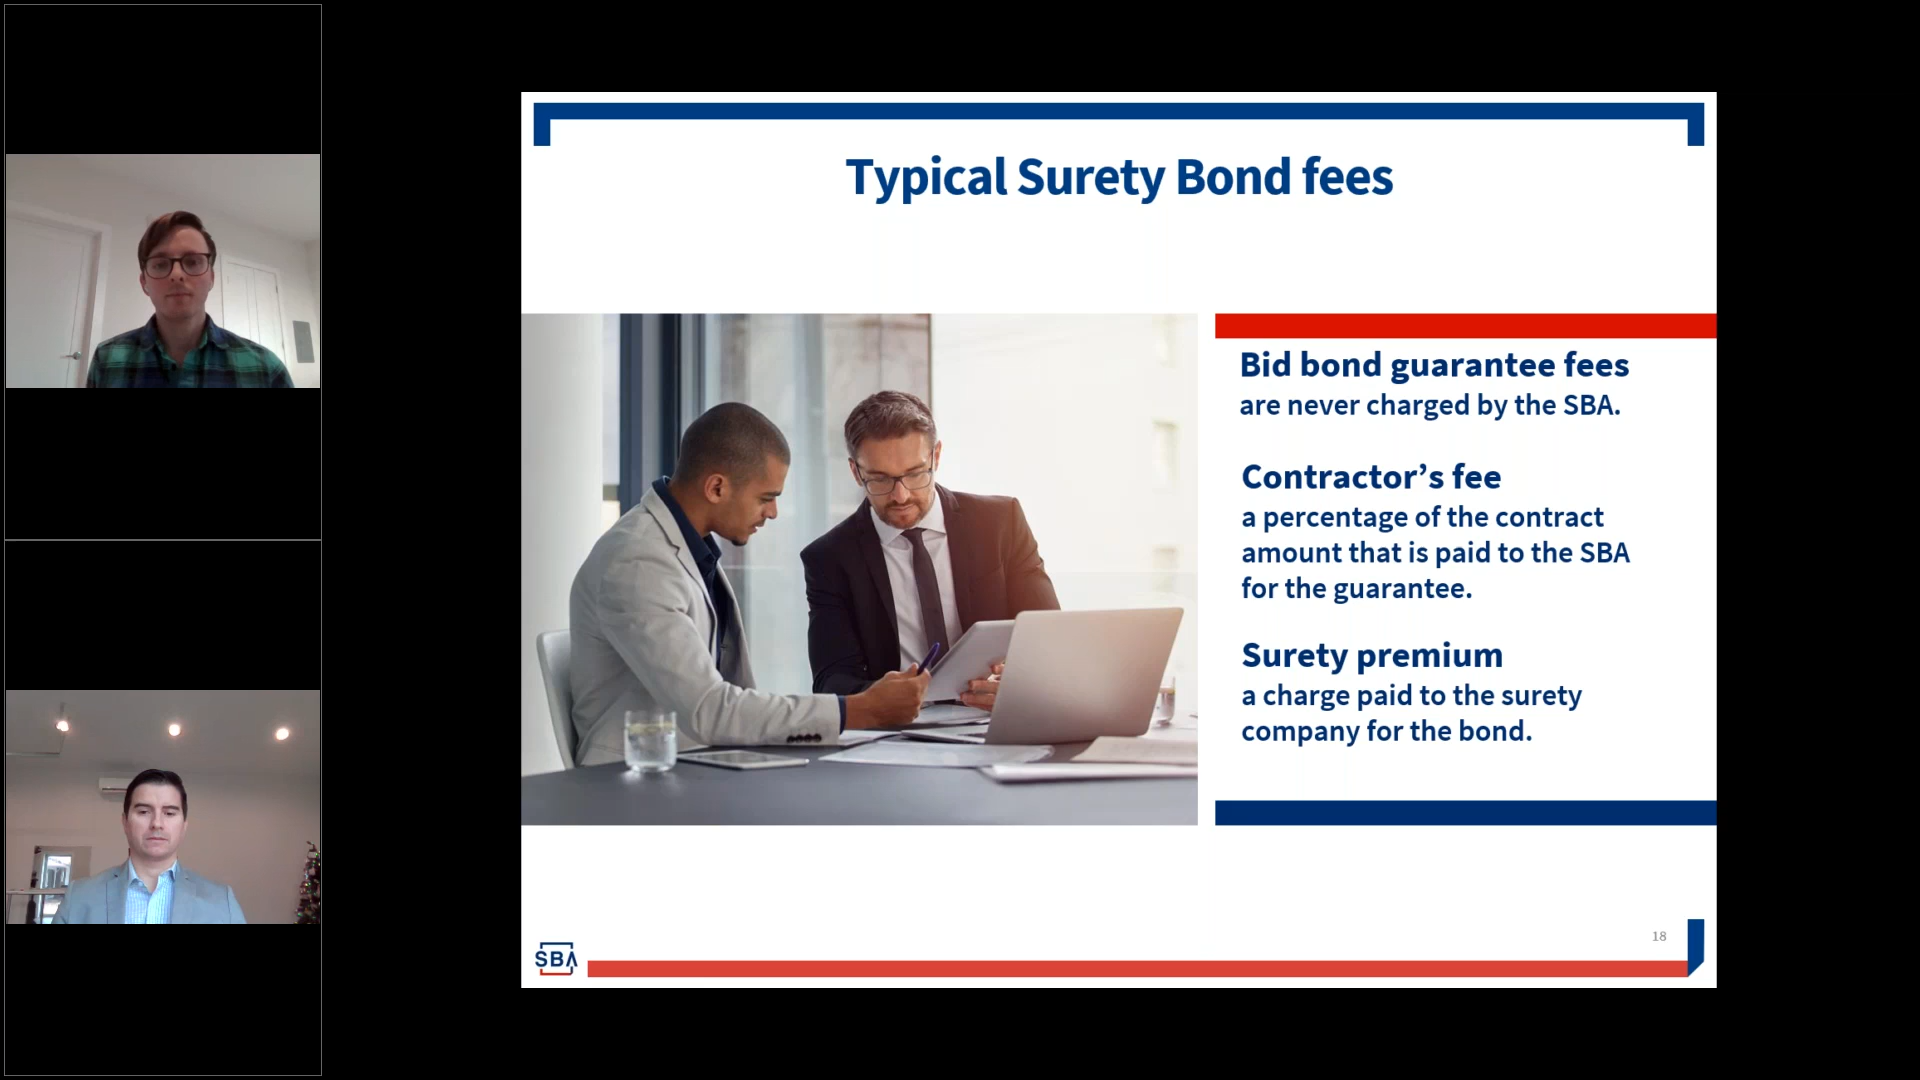 Typical Surety Bond fees
Bid bond guarantee fees
are never charged by the SBA.
Contractor’s fee
a percentage of the contract
amount that is paid to the SBA
for the guarantee.
Surety premium
a charge paid to the surety
company for the bond.
18
SBA